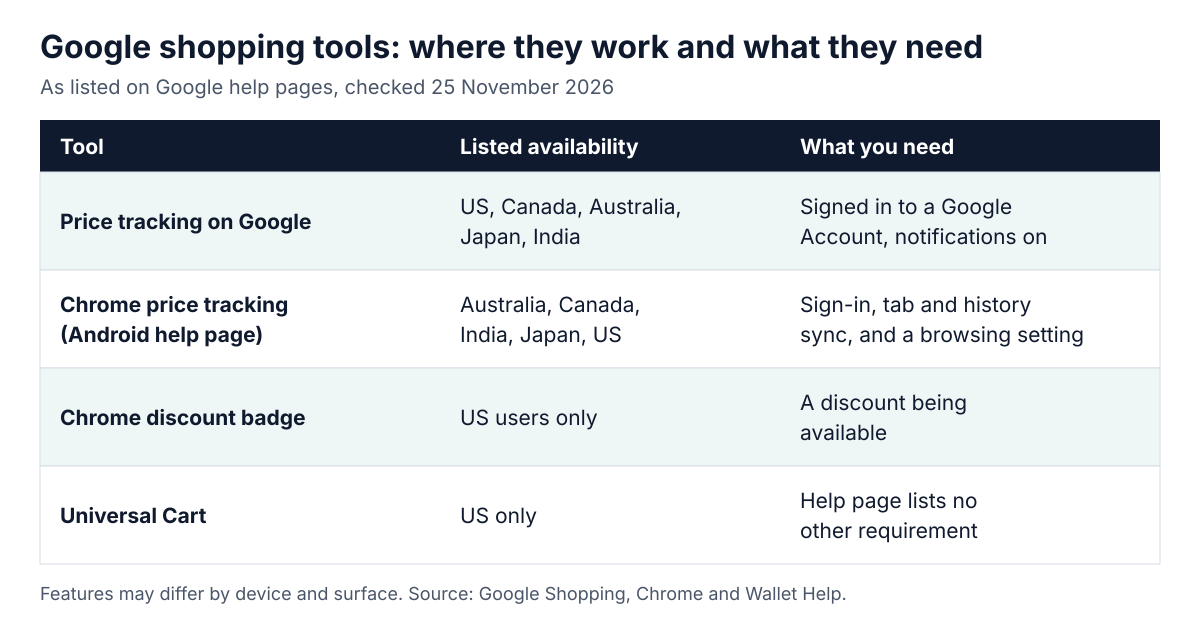 Google shopping tools: where they work and what they need
As listed on Google help pages, checked 25 November 2026
Tool
Listed availability
What you need
Price tracking on Google
US, Canada, Australia,
Japan, India
Signed in to a Google
Account, notifications on
Chrome price tracking
(Android help page)
Australia, Canada,
India, Japan, US
Sign-in, tab and history
sync, and a browsing setting
Chrome discount badge
US users only
A discount being
available
Universal Cart
US only
Help page lists no
other requirement
Features may differ by device and surface. Source: Google Shopping, Chrome and Wallet Help.